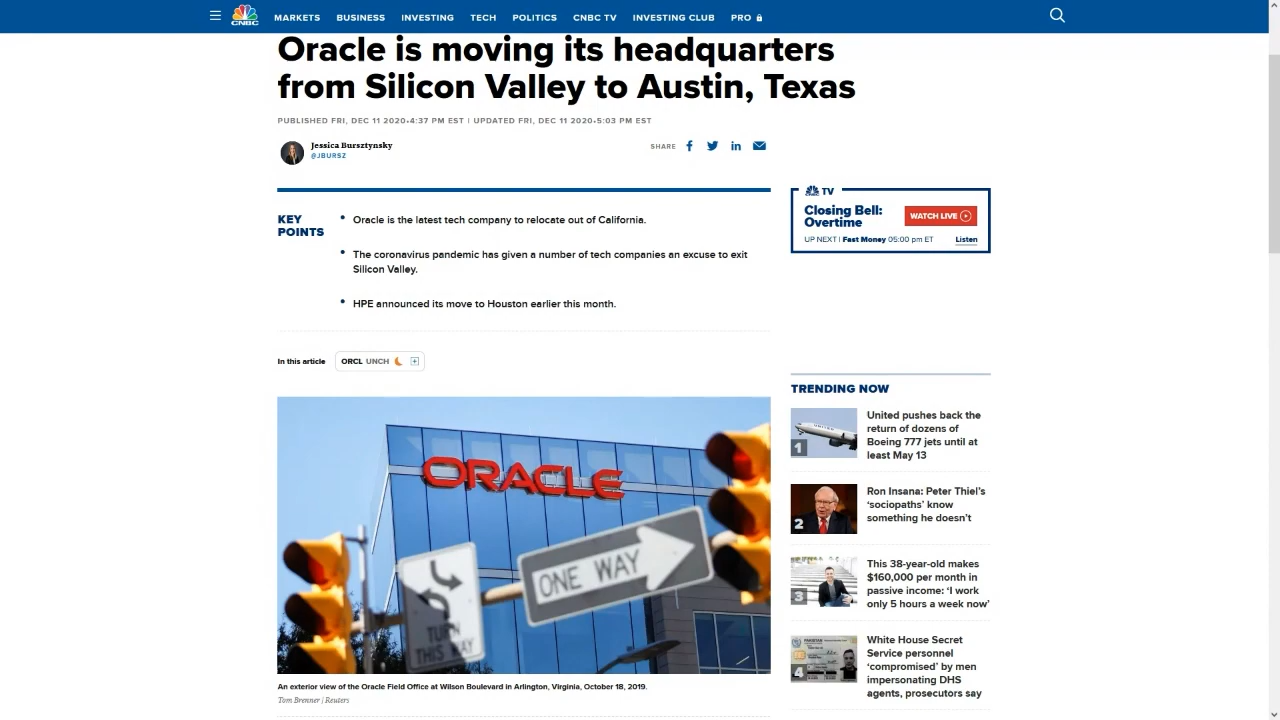 CNBC
MARKETS BUSINESS INVESTING TECH POLITICS CNBC TV INVESTING CLUB PRO
Oracle is moving its headquarters
from Silicon Valley to Austin, Texas
PUBLISHED FRI, DEC 11 2020•4:37 PM EST | UPDATED FRI, DEC 11 2020•5:03 PM EST
Jessica Bursztynsky
@JBURSZ
SHARE
KEY
POINTS
Oracle is the latest tech company to relocate out of California.
The coronavirus pandemic has given a number of tech companies an excuse to exit
Silicon Valley.
HPE announced its move to Houston earlier this month.
In this article
ORCL UNCH
ORACLE
ONE WAY
TURN
THIS WAY
An exterior view of the Oracle Field Office at Wilson Boulevard in Arlington, Virginia, October 18, 2019.
Tom Brenner | Reuters
TV
Closing Bell:
Overtime
WATCH LIVE
UP NEXT | Fast Money 05:00 pm ET
Listen
TRENDING NOW
1
United pushes back the
return of dozens of
Boeing 777 jets until at
least May 13
UNITED
2
Ron Insana: Peter Thiel's
‘sociopaths’ know
something he doesn’t
3
This 38-year-old makes
$160,000 per month in
passive income: ‘I work
only 5 hours a week now’
4
White House Secret
Service personnel
‘compromised’ by men
impersonating DHS
agents, prosecutors say